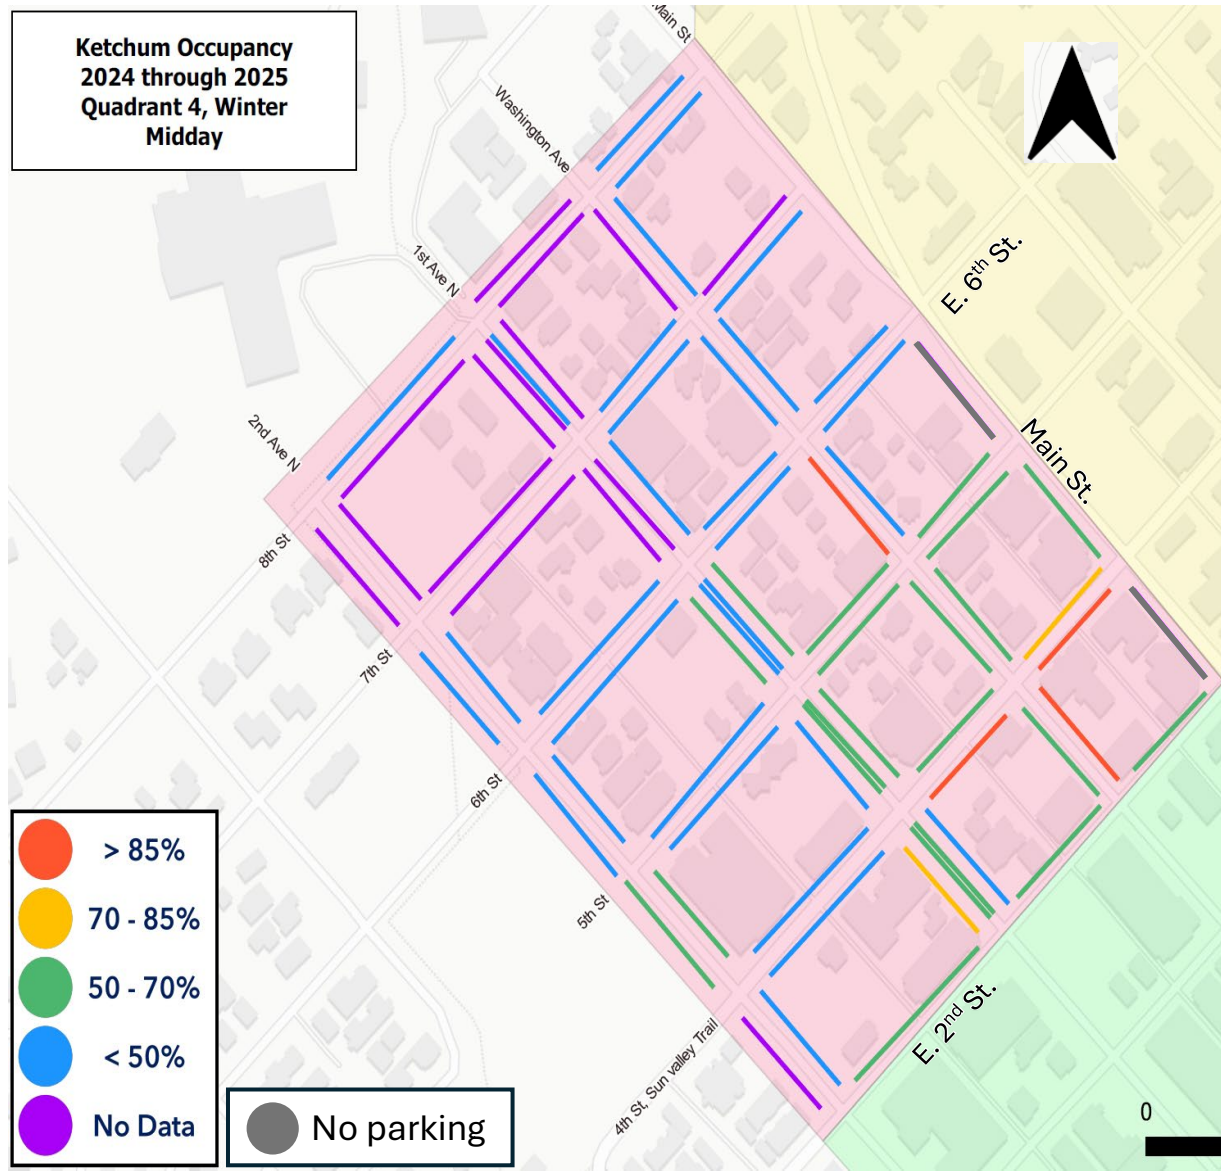 Ketchum Occupancy
2024 through 2025
Quadrant 4, Winter
Midday
Main St
Washington Ave
1st Ave N
2nd Ave N
8th St
7th St
6th St
5th St
4th St, Sun valley Trail
E. 6th St.
Main St.
E. 2nd St.
> 85%
70 - 85%
50 - 70%
< 50%
No Data
No parking
0